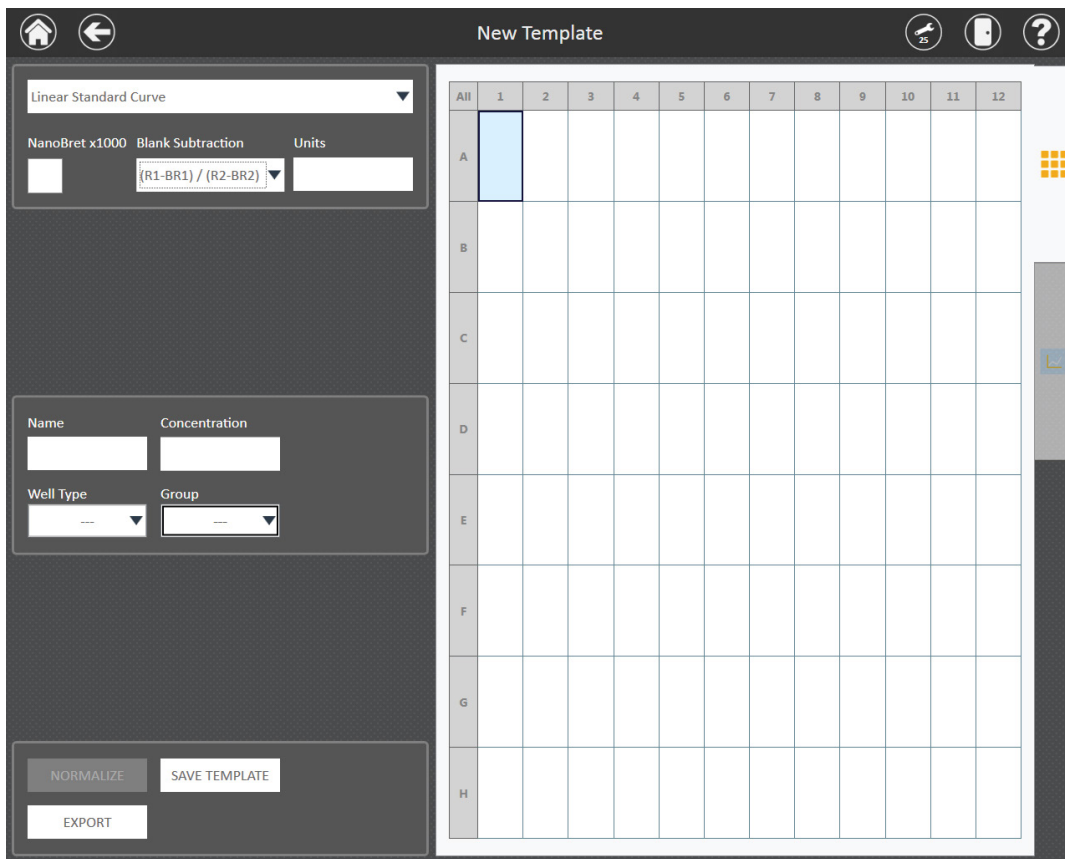 New Template
25
?
Linear Standard Curve
NanoBret x1000 Blank Subtraction Units
(R1-BR1) / (R2-BR2)
Name Concentration
Well Type Group
--- ---
NORMALIZE SAVE TEMPLATE
EXPORT
All 1 2 3 4 5 6 7 8 9 10 11 12
A
B
C
D
E
F
G
H